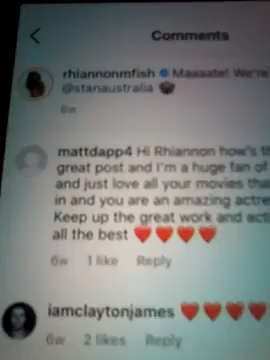 Comments
rhiannonmfish Maaaate! We're
@stanaustralia
6w
mattdapp4 Hi Rhiannon how's th
great post and I'm a huge fan of
and just love all your movies tha
in and you are an amazing actre
Keep up the great work and acti
all the best ❤️❤️❤️❤️
6w 1 like Reply
iamclaytonjames ❤️❤️❤️❤️
6w 2 likes Reply